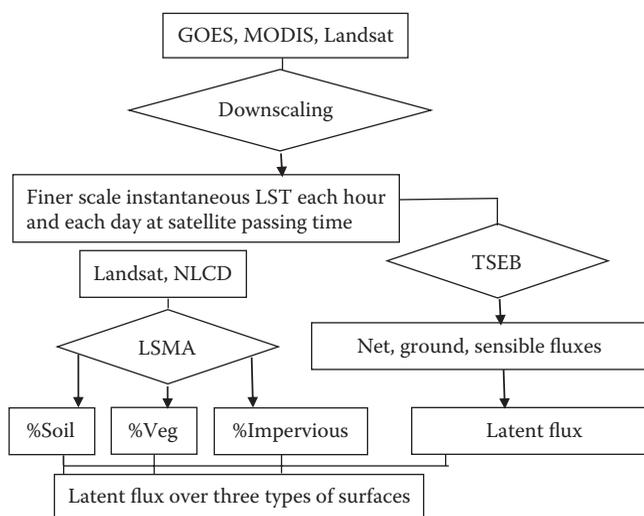 GOES, MODIS, Landsat
Downscaling
Finer scale instantaneous LST each hour
and each day at satellite passing time
TSEB
Landsat, NLCD
LSMA
Net, ground, sensible fluxes
%Soil
%Veg
%Impervious
Latent flux
Latent flux over three types of surfaces